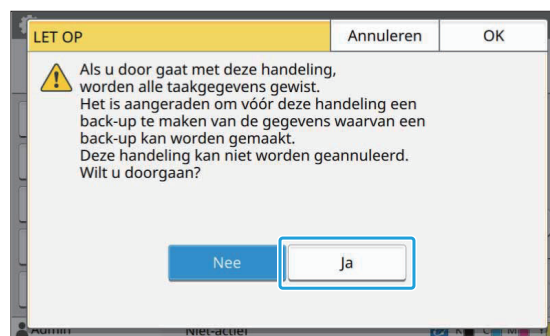 LET OP
Annuleren
OK
Als u door gaat met deze handeling,
worden alle taakgegevens gewist.
Het is aangeraden om vóór deze handeling een
back-up te maken van de gegevens waarvan een
back-up kan worden gemaakt.
Deze handeling kan niet worden geannuleerd.
Wilt u doorgaan?
Nee
Ja
Admin
Niet-actief
K C M Y